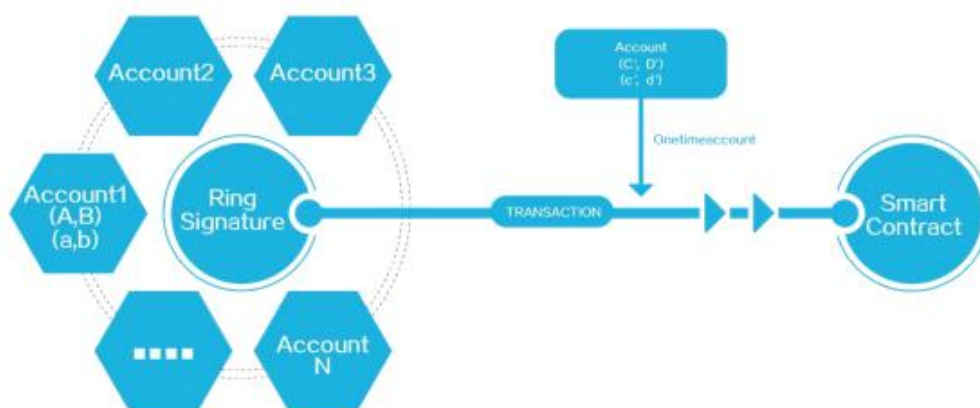 Account2
Account3
Account1
(A,B)
(a,b)
Ring
Signature
▪▪▪▪
Account
N
TRANSACTION
Account
(C', D')
(c', d')
Onetimeaccount
Smart
Contract